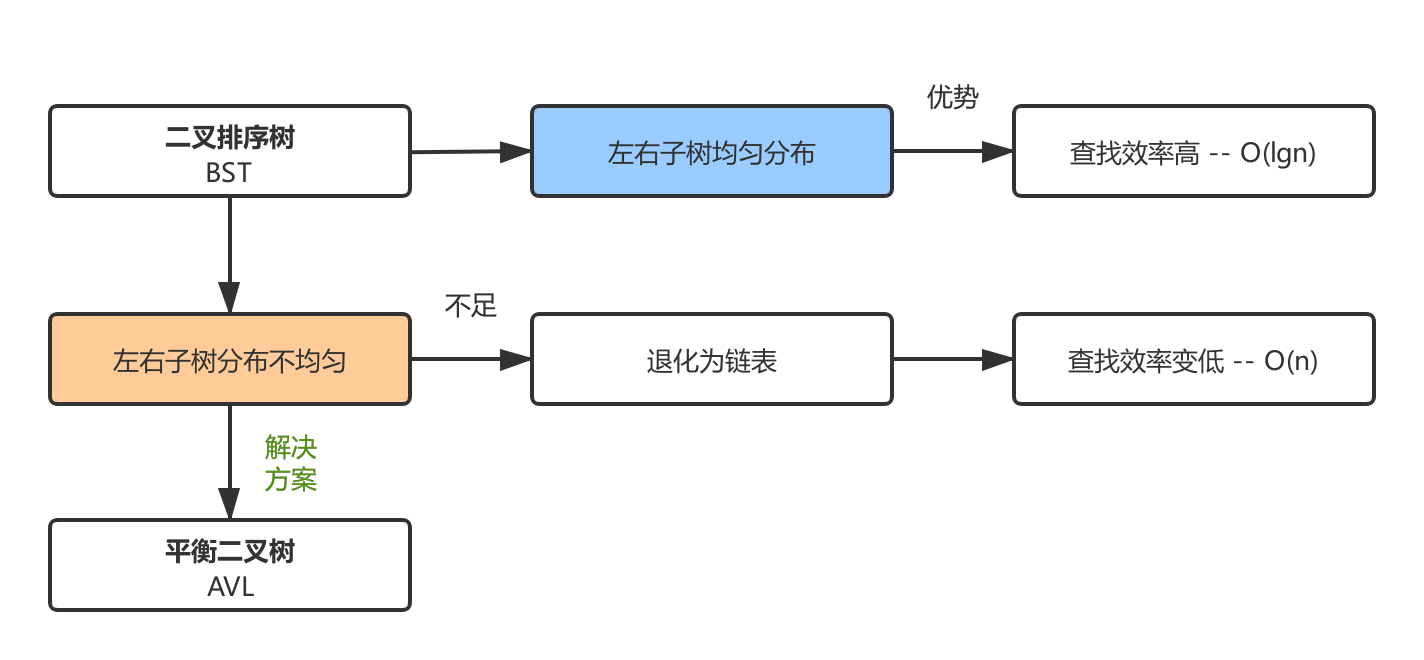 二叉排序树
BST
左右子树均匀分布
优势
查找效率高 -- O(lgn)
左右子树分布不均匀
不足
退化为链表
查找效率变低 -- O(n)
解决
方案
平衡二叉树
AVL